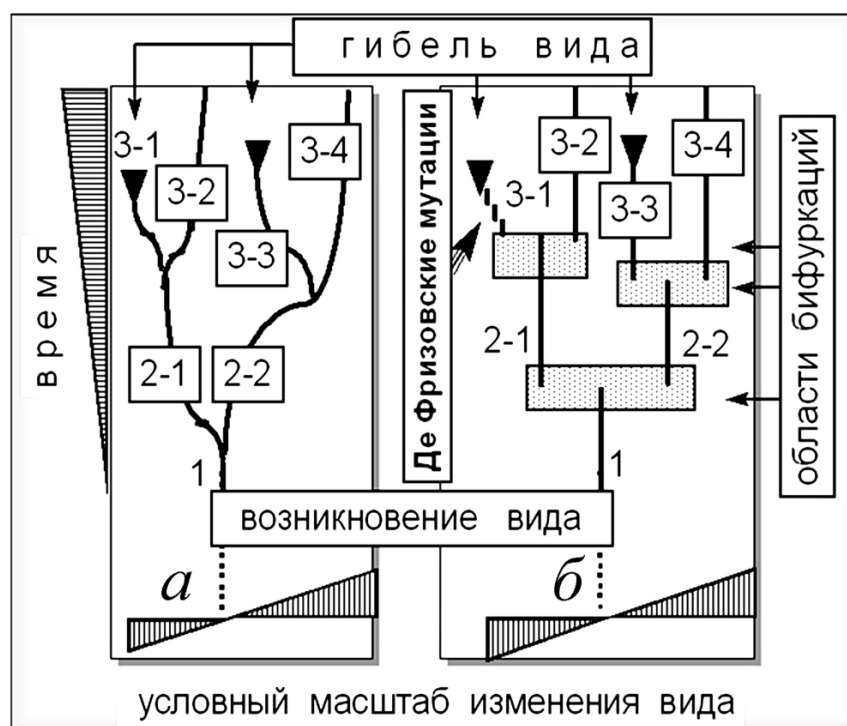 гибель вида
3-1
3-2
3-4
3-3
2-1
2-2
1
время
возникновение вида
а
Де Фризовские мутации
3-2
3-4
3-1
3-3
2-1
2-2
1
области бифуркаций
б
условный масштаб изменения вида